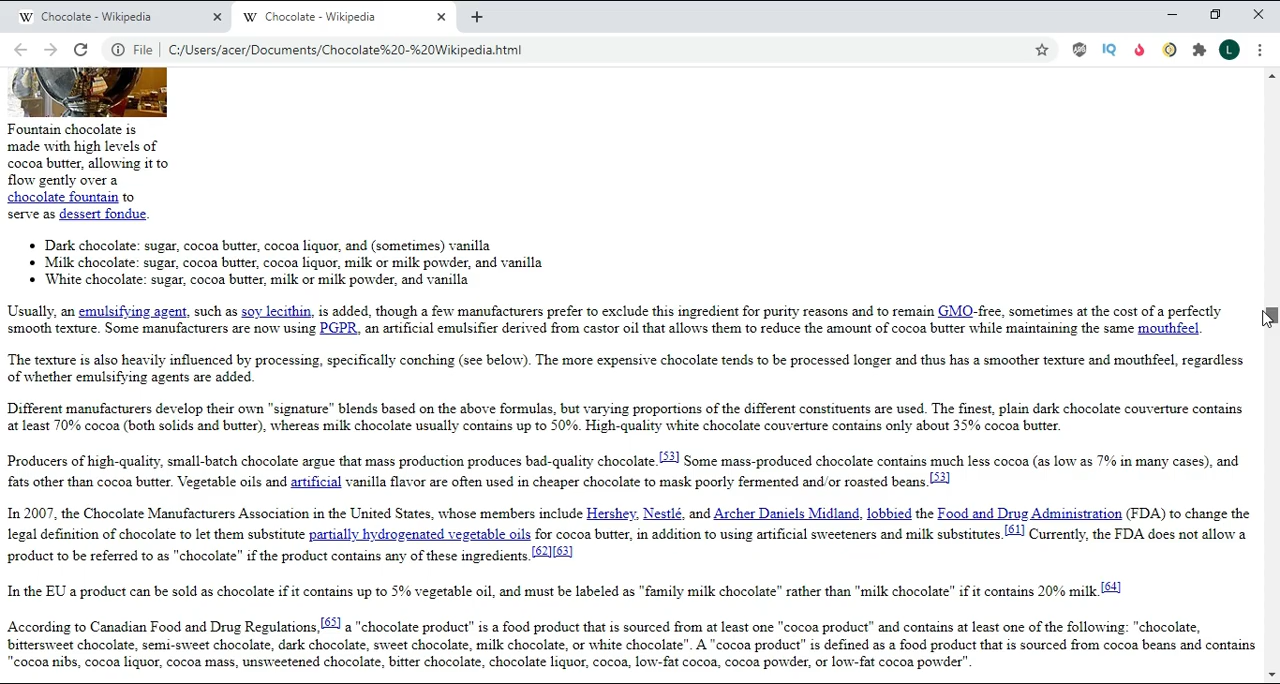 Chocolate - Wikipedia
Chocolate - Wikipedia
File
C:/Users/acer/Documents/Chocolate%20-%20Wikipedia.html
IQ
L
Fountain chocolate is
made with high levels of
cocoa butter, allowing it to
flow gently over a
chocolate fountain to
serve as dessert fondue.
• Dark chocolate: sugar, cocoa butter, cocoa liquor, and (sometimes) vanilla
• Milk chocolate: sugar, cocoa butter, cocoa liquor, milk or milk powder, and vanilla
• White chocolate: sugar, cocoa butter, milk or milk powder, and vanilla
Usually, an emulsifying agent, such as soy lecithin, is added, though a few manufacturers prefer to exclude this ingredient for purity reasons and to remain GMO-free, sometimes at the cost of a perfectly
smooth texture. Some manufacturers are now using PGPR, an artificial emulsifier derived from castor oil that allows them to reduce the amount of cocoa butter while maintaining the same mouthfeel.
The texture is also heavily influenced by processing, specifically conching (see below). The more expensive chocolate tends to be processed longer and thus has a smoother texture and mouthfeel, regardless
of whether emulsifying agents are added.
Different manufacturers develop their own "signature" blends based on the above formulas, but varying proportions of the different constituents are used. The finest, plain dark chocolate couverture contains
at least 70% cocoa (both solids and butter), whereas milk chocolate usually contains up to 50%. High-quality white chocolate couverture contains only about 35% cocoa butter.
Producers of high-quality, small-batch chocolate argue that mass production produces bad-quality chocolate.[53] Some mass-produced chocolate contains much less cocoa (as low as 7% in many cases), and
fats other than cocoa butter. Vegetable oils and artificial vanilla flavor are often used in cheaper chocolate to mask poorly fermented and/or roasted beans.[53]
In 2007, the Chocolate Manufacturers Association in the United States, whose members include Hershey, Nestlé, and Archer Daniels Midland, lobbied the Food and Drug Administration (FDA) to change the
legal definition of chocolate to let them substitute partially hydrogenated vegetable oils for cocoa butter, in addition to using artificial sweeteners and milk substitutes.[61] Currently, the FDA does not allow a
product to be referred to as "chocolate" if the product contains any of these ingredients.[62][63]
In the EU a product can be sold as chocolate if it contains up to 5% vegetable oil, and must be labeled as "family milk chocolate" rather than "milk chocolate" if it contains 20% milk.[64]
According to Canadian Food and Drug Regulations,[65] a "chocolate product" is a food product that is sourced from at least one "cocoa product" and contains at least one of the following: "chocolate,
bittersweet chocolate, semi-sweet chocolate, dark chocolate, sweet chocolate, milk chocolate, or white chocolate". A "cocoa product" is defined as a food product that is sourced from cocoa beans and contains
"cocoa nibs, cocoa liquor, cocoa mass, unsweetened chocolate, bitter chocolate, chocolate liquor, cocoa, low-fat cocoa, cocoa powder, or low-fat cocoa powder".